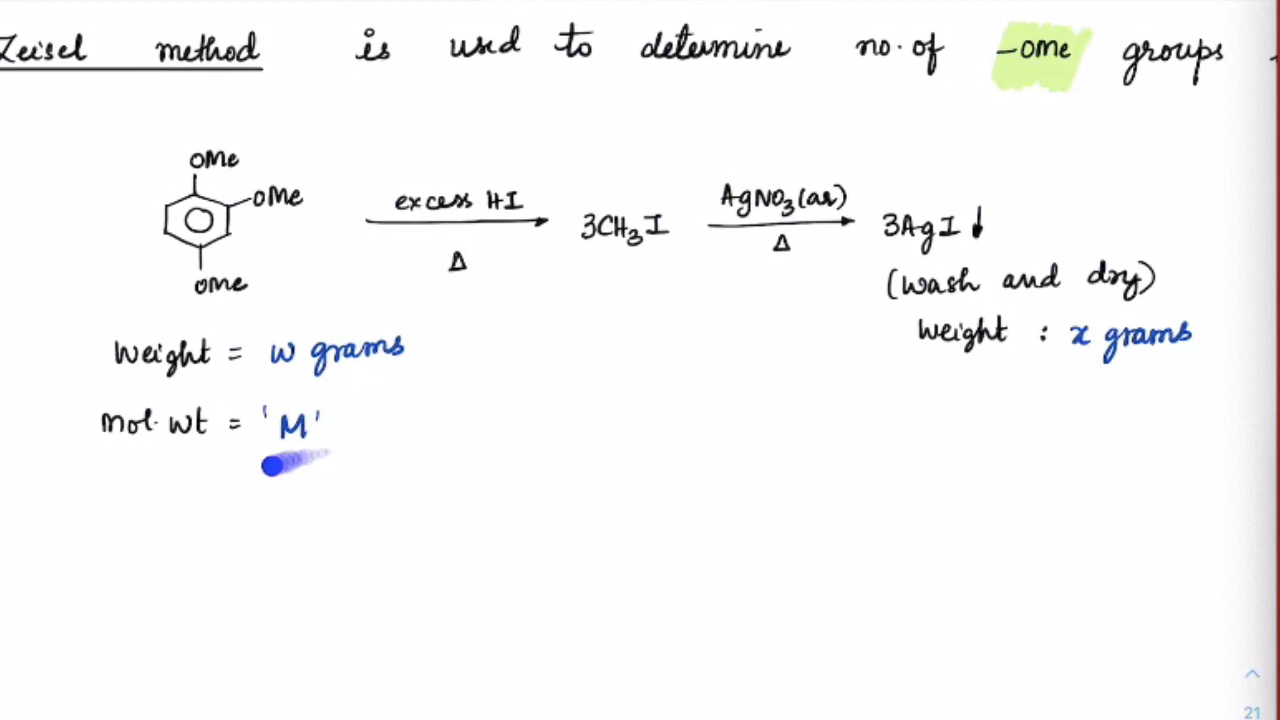 Zeisel method is used to determine no. of -OMe groups
OMe
OMe
OMe
excess HI
Δ
3CH₃I
AgNO₃(as)
Δ
3AgI↓
(wash and dry)
Weight : x grams
Weight = w grams
Mol. wt = 'M'
21